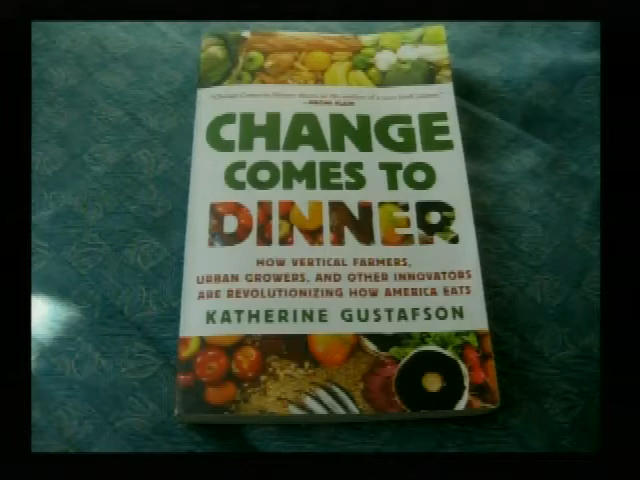 CHANGE
COMES TO
DINNER
HOW VERTICAL FARMERS,
URBAN GROWERS, AND OTHER INNOVATORS
ARE REVOLUTIONIZING HOW AMERICA EATS
KATHERINE GUSTAFSON